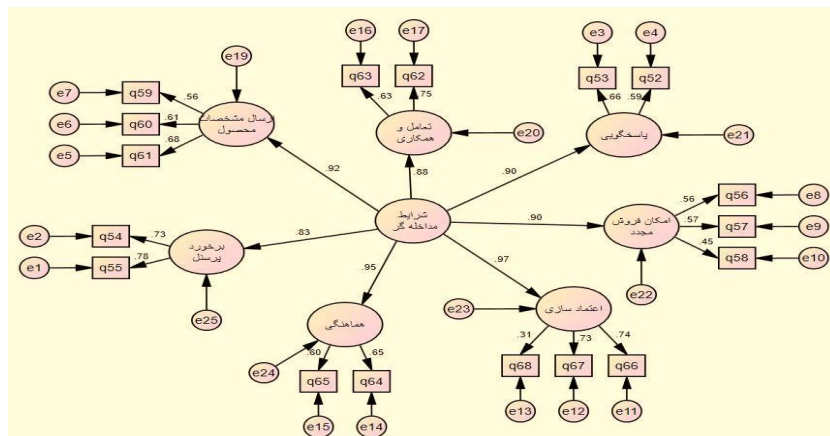 e16
e17
e3
e4
e19
q63
q62
q53
q52
e7
q59
.56
.63
.75
.66
.59
e6
q60
.61
ارسال مشخصات
محصول
تعامل و
همکاری
e20
پاسخگویی
e21
e5
q61
.68
.92
.88
.90
.56
q56
e8
e2
q54
.73
.83
شرایط
مداخله گر
.90
امکان فروش
مجدد
.57
q57
e9
برخورد
پرسنل
.45
q58
e10
e1
q55
.78
.95
.97
e22
e25
هماهنگی
e23
اعتماد سازی
e24
.60
.65
.31
.73
.74
q65
q64
q68
q67
q66
e15
e14
e13
e12
e11